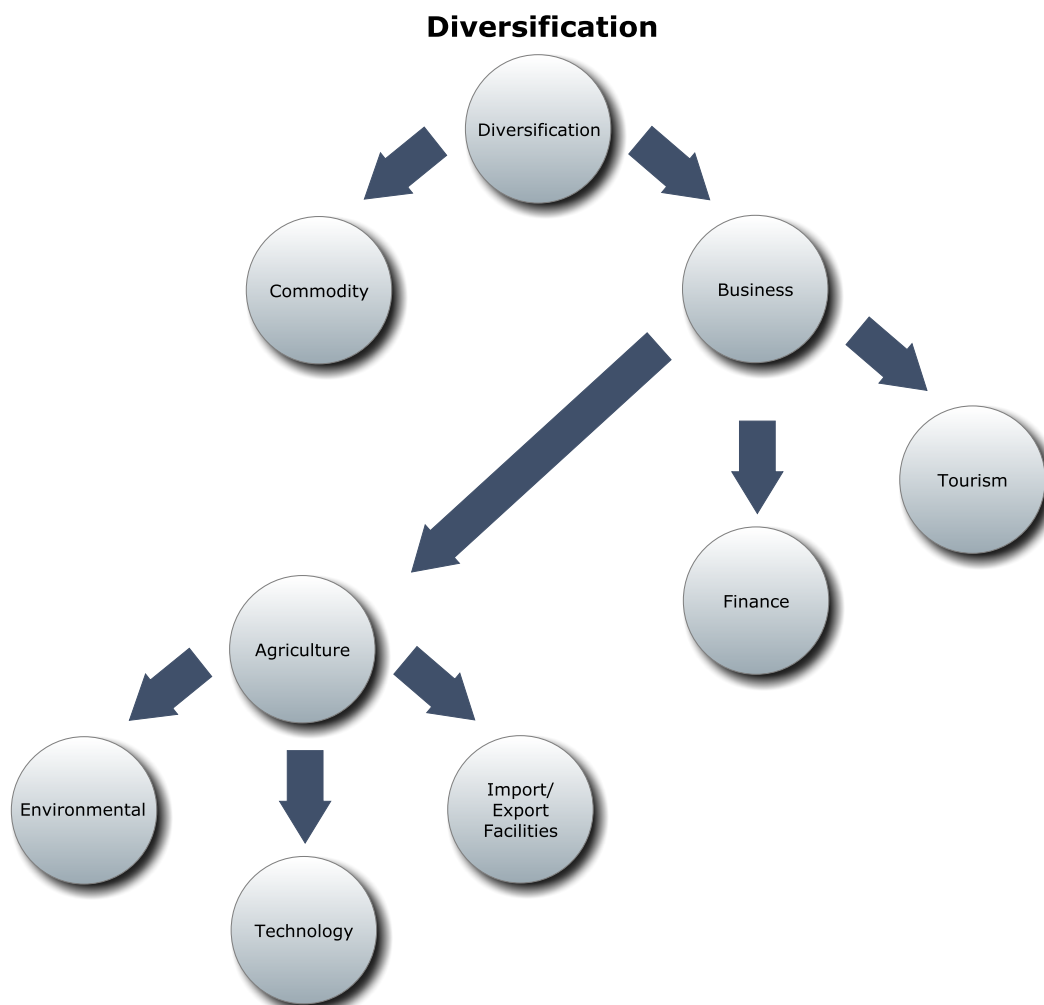 Diversification
Diversification
Commodity
Business
Tourism
Finance
Agriculture
Environmental
Import/
Export
Facilities
Technology